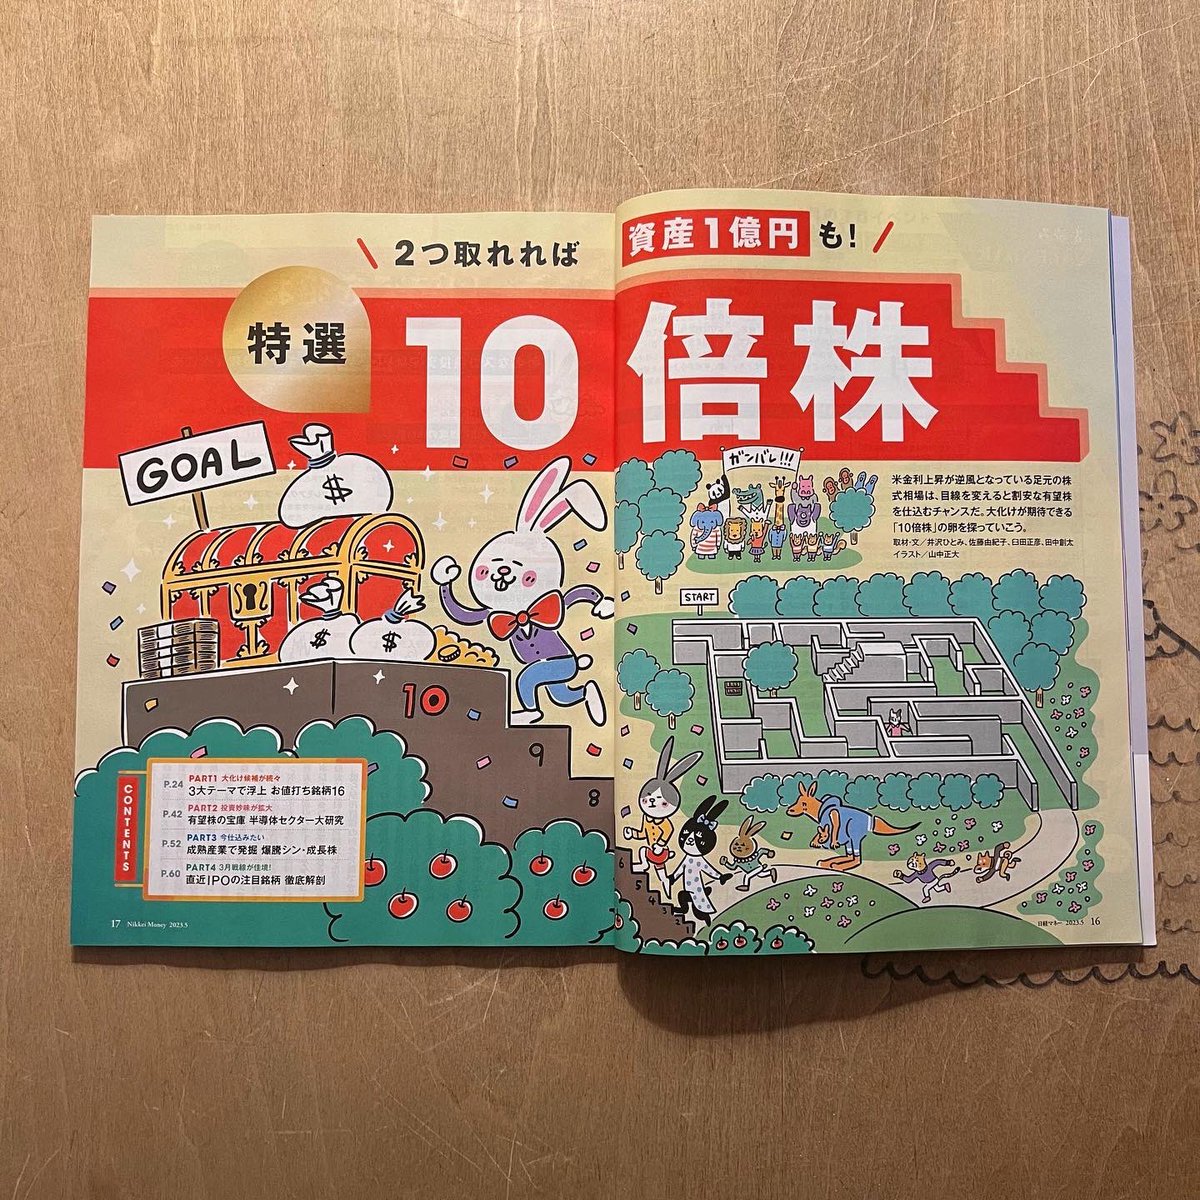 2つ取れれば 資産1億円も!
特選
10倍株
GOAL
$
$
$
10
9
8
ガンバレ!!!
米金利上昇が逆風となっている足元の株
式相場は、目線を変えると割安な有望株
を仕込むチャンスだ。大化けが期待できる
「10倍株」の卵を探っていこう。
取材・文/井沢ひとみ、佐藤由紀子、臼田正彦、田中創太
イラスト/山中正大
START
6
5
4
3
2
1
CONTENTS
P.24
PART1 大化け候補が続々
3大テーマで浮上 お値打ち銘柄16
P.42
PART2 投資妙味が拡大
有望株の宝庫 半導体セクター大研究
P.52
PART3 今仕込みたい
成熟産業で発掘 爆騰シン・成長株
P.60
PART4 3月戦線が佳境!
直近IPOの注目銘柄 徹底解剖
17 Nikkei Money 2023.5
日経マネー 2023.5 16